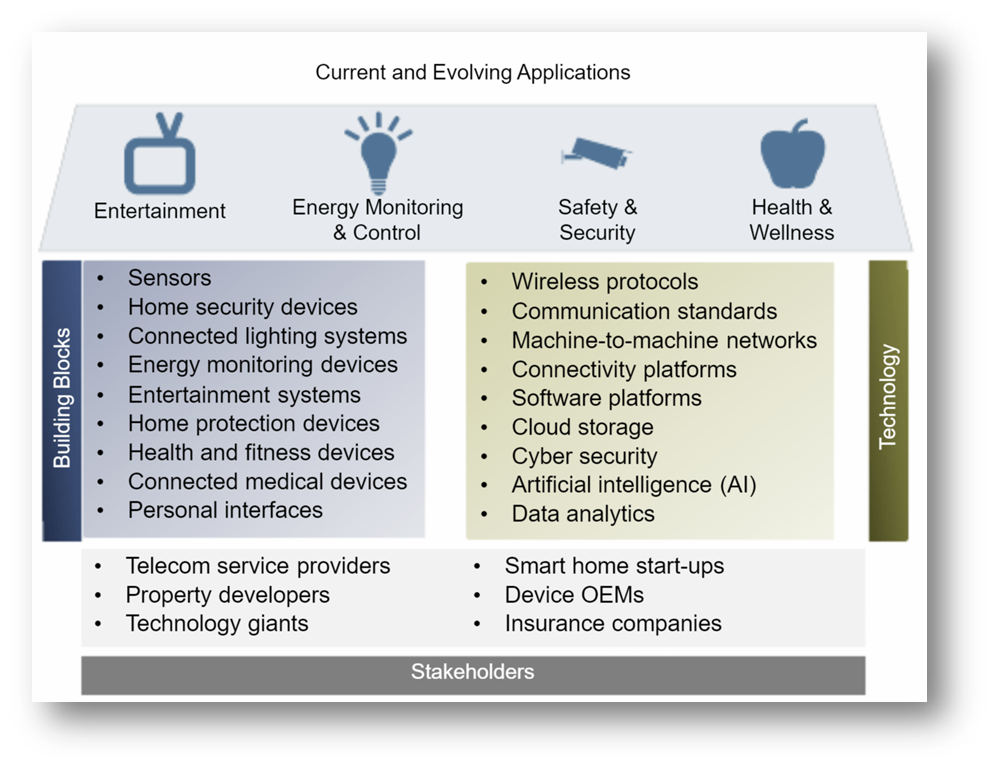 Current and Evolving Applications
Entertainment
Energy Monitoring
& Control
Safety &
Security
Health &
Wellness
Building Blocks
• Sensors
• Home security devices
• Connected lighting systems
• Energy monitoring devices
• Entertainment systems
• Home protection devices
• Health and fitness devices
• Connected medical devices
• Personal interfaces
• Wireless protocols
• Communication standards
• Machine-to-machine networks
• Connectivity platforms
• Software platforms
• Cloud storage
• Cyber security
• Artificial intelligence (AI)
• Data analytics
Technology
• Telecom service providers
• Property developers
• Technology giants
• Smart home start-ups
• Device OEMs
• Insurance companies
Stakeholders